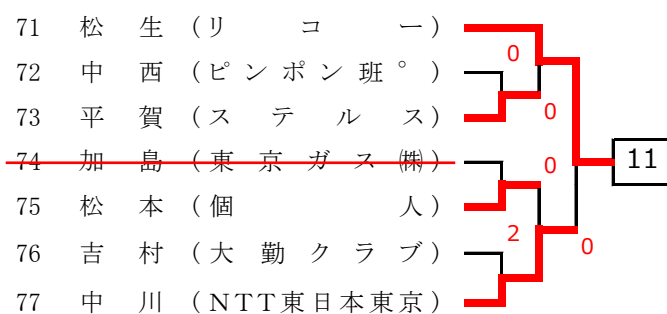 71 松 生 (リ コ ー)
0
72 中 西 (ピンポン班°)
73 平 賀 (ス テ ル ス)
0
74 加 島 (東 京 ガ ス ㈱)
0
11
75 松 本 (個 人)
2
0
76 吉 村 (大 勤 ク ラ ブ)
77 中 川 (NTT東日本東京)